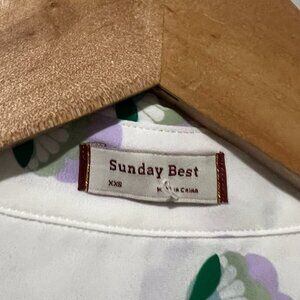 Sunday Best
XXS
in China